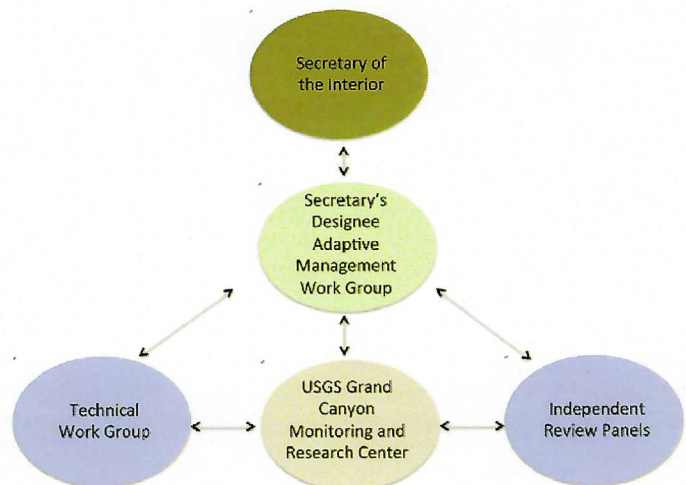 Secretary of
the Interior
Secretary's
Designee
Adaptive
Management
Work Group
Technical
Work Group
USGS Grand
Canyon
Monitoring and
Research Center
Independent
Review Panels